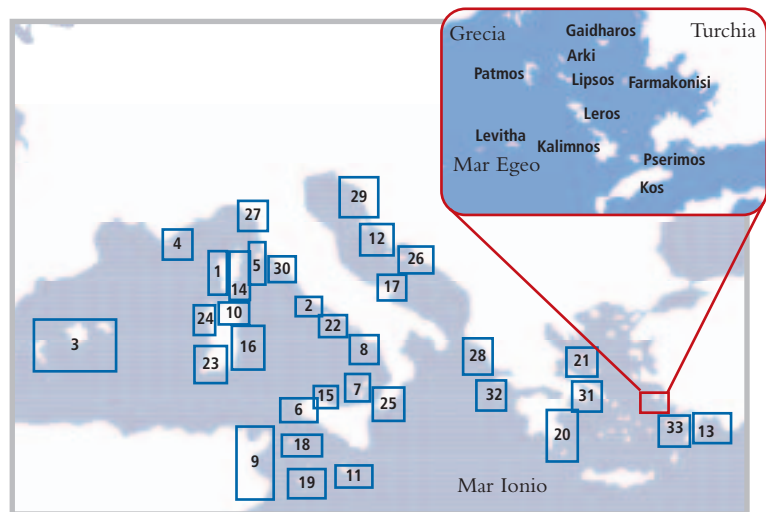 Grecia
Gaidharos
Turchia
Arki
Patmos
Lipsos
Farmakonisi
Leros
Levitha
Kalimnos
Mar Egeo
Pserimos
Kos
29
27
12
4
26
5
30
1
14
17
2
10
24
22
3
16
8
28
21
23
7
15
32
31
25
6
20
33
13
18
9
11
19
Mar Ionio